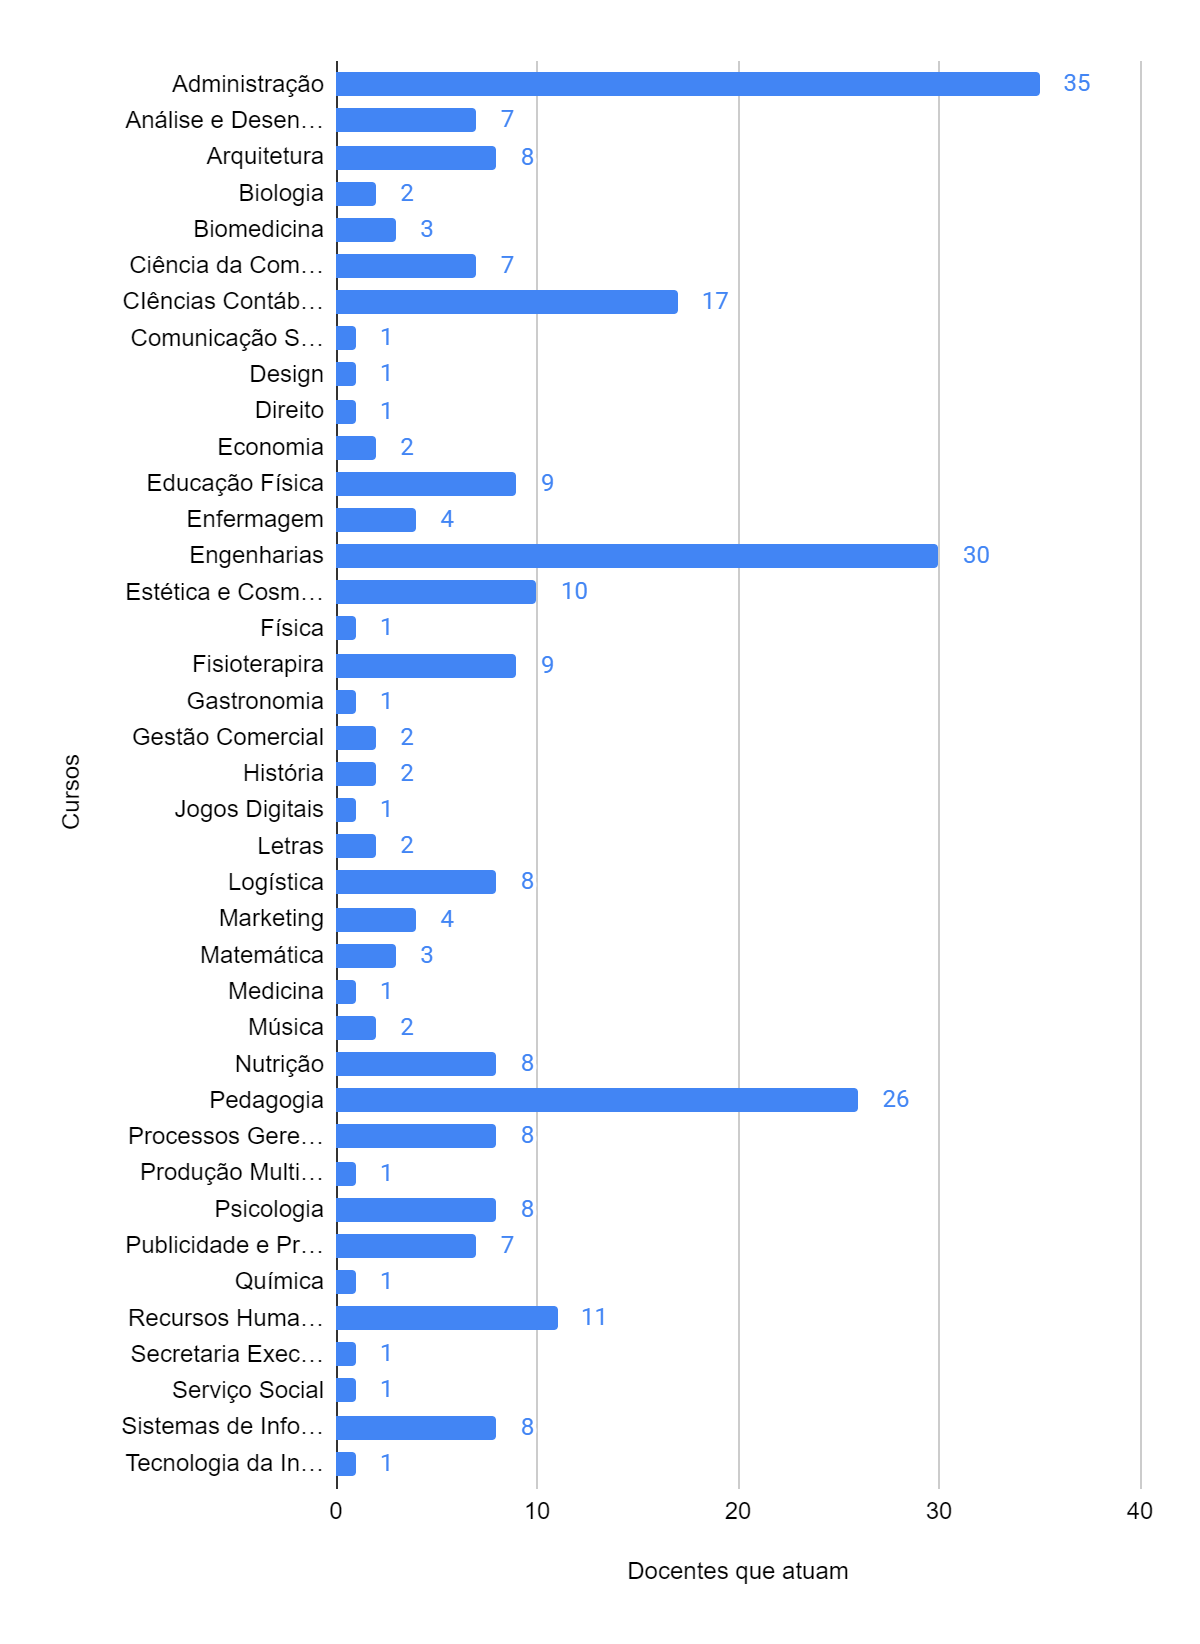 Administração 35
Análise e Desen… 7
Arquitetura 8
Biologia 2
Biomedicina 3
Ciência da Com… 7
CIências Contáb… 17
Comunicação S… 1
Design 1
Direito 1
Economia 2
Educação Física 9
Enfermagem 4
Engenharias 30
Estética e Cosm… 10
Física 1
Fisioterapira 9
Gastronomia 1
Gestão Comercial 2
História 2
Jogos Digitais 1
Letras 2
Logística 8
Marketing 4
Matemática 3
Medicina 1
Música 2
Nutrição 8
Pedagogia 26
Processos Gere… 8
Produção Multi… 1
Psicologia 8
Publicidade e Pr… 7
Química 1
Recursos Huma… 11
Secretaria Exec… 1
Serviço Social 1
Sistemas de Info… 8
Tecnologia da In… 1
Cursos
0 10 20 30 40
Docentes que atuam